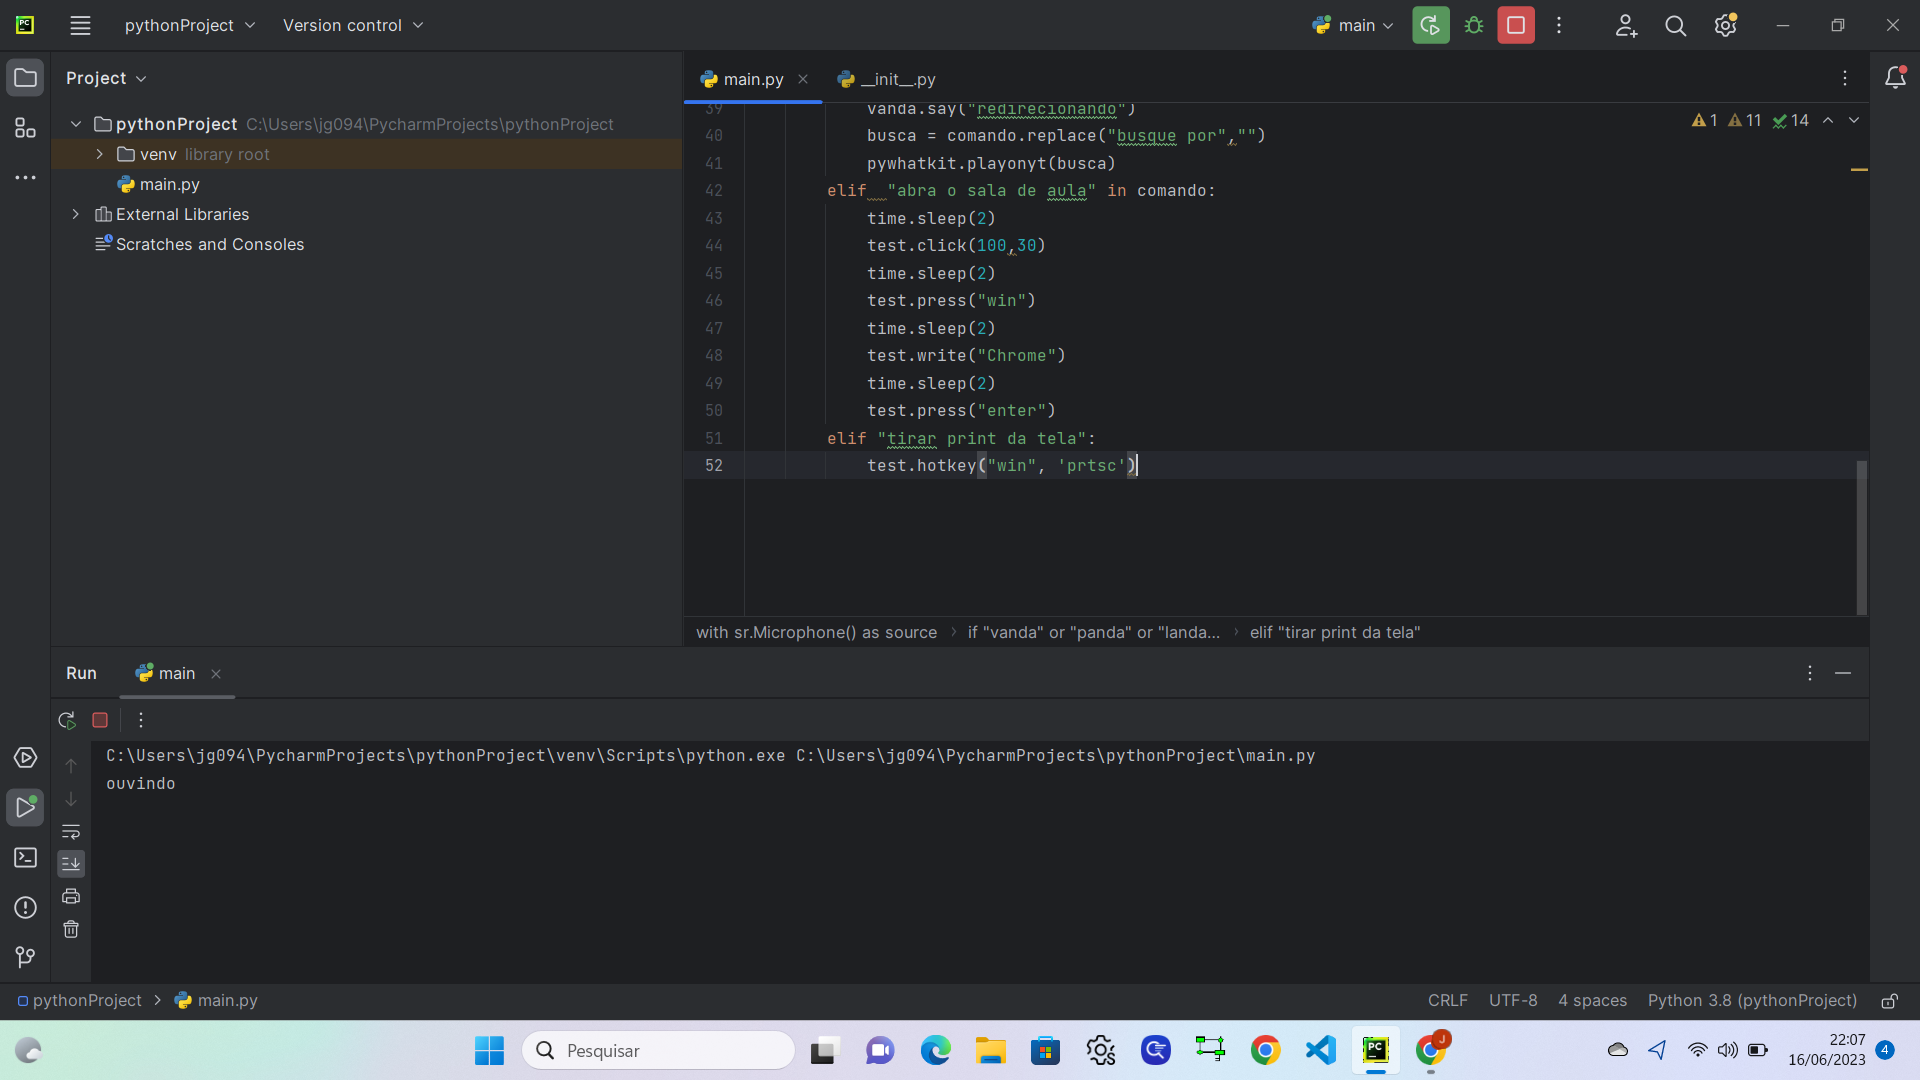 PC
pythonProject
Version control
main
Project
main.py
__init__.py
pythonProject C:\Users\jg094\PycharmProjects\pythonProject
venv library root
main.py
External Libraries
Scratches and Consoles
1 11 14
39 vanda.say("redirecionando")
40 busca = comando.replace("busque por","")
41 pywhatkit.playonyt(busca)
42 elif "abra o sala de aula" in comando:
43 time.sleep(2)
44 test.click(100,30)
45 time.sleep(2)
46 test.press("win")
47 time.sleep(2)
48 test.write("Chrome")
49 time.sleep(2)
50 test.press("enter")
51 elif "tirar print da tela":
52 test.hotkey("win", 'prtsc')
with sr.Microphone() as source
if "vanda" or "panda" or "landa...
elif "tirar print da tela"
Run
main
C:\Users\jg094\PycharmProjects\pythonProject\venv\Scripts\python.exe C:\Users\jg094\PycharmProjects\pythonProject\main.py
ouvindo
pythonProject
main.py
CRLF
UTF-8
4 spaces
Python 3.8 (pythonProject)
Pesquisar
PC
J
22:07
16/06/2023
4